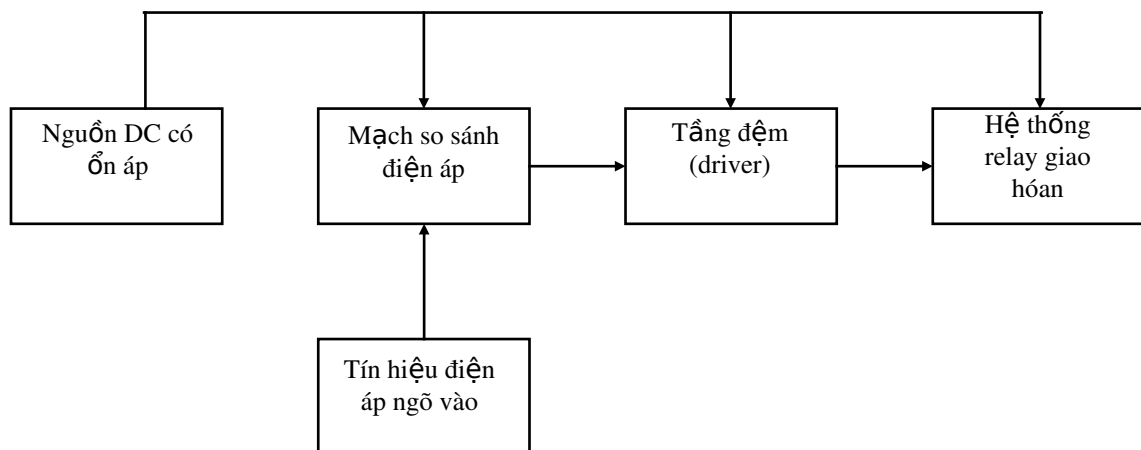 Nguồn DC có
ổn áp
Mạch so sánh
điện áp
Tầng đệm
(driver)
Hệ thống
relay giao
hóan
Tín hiệu điện
áp ngõ vào